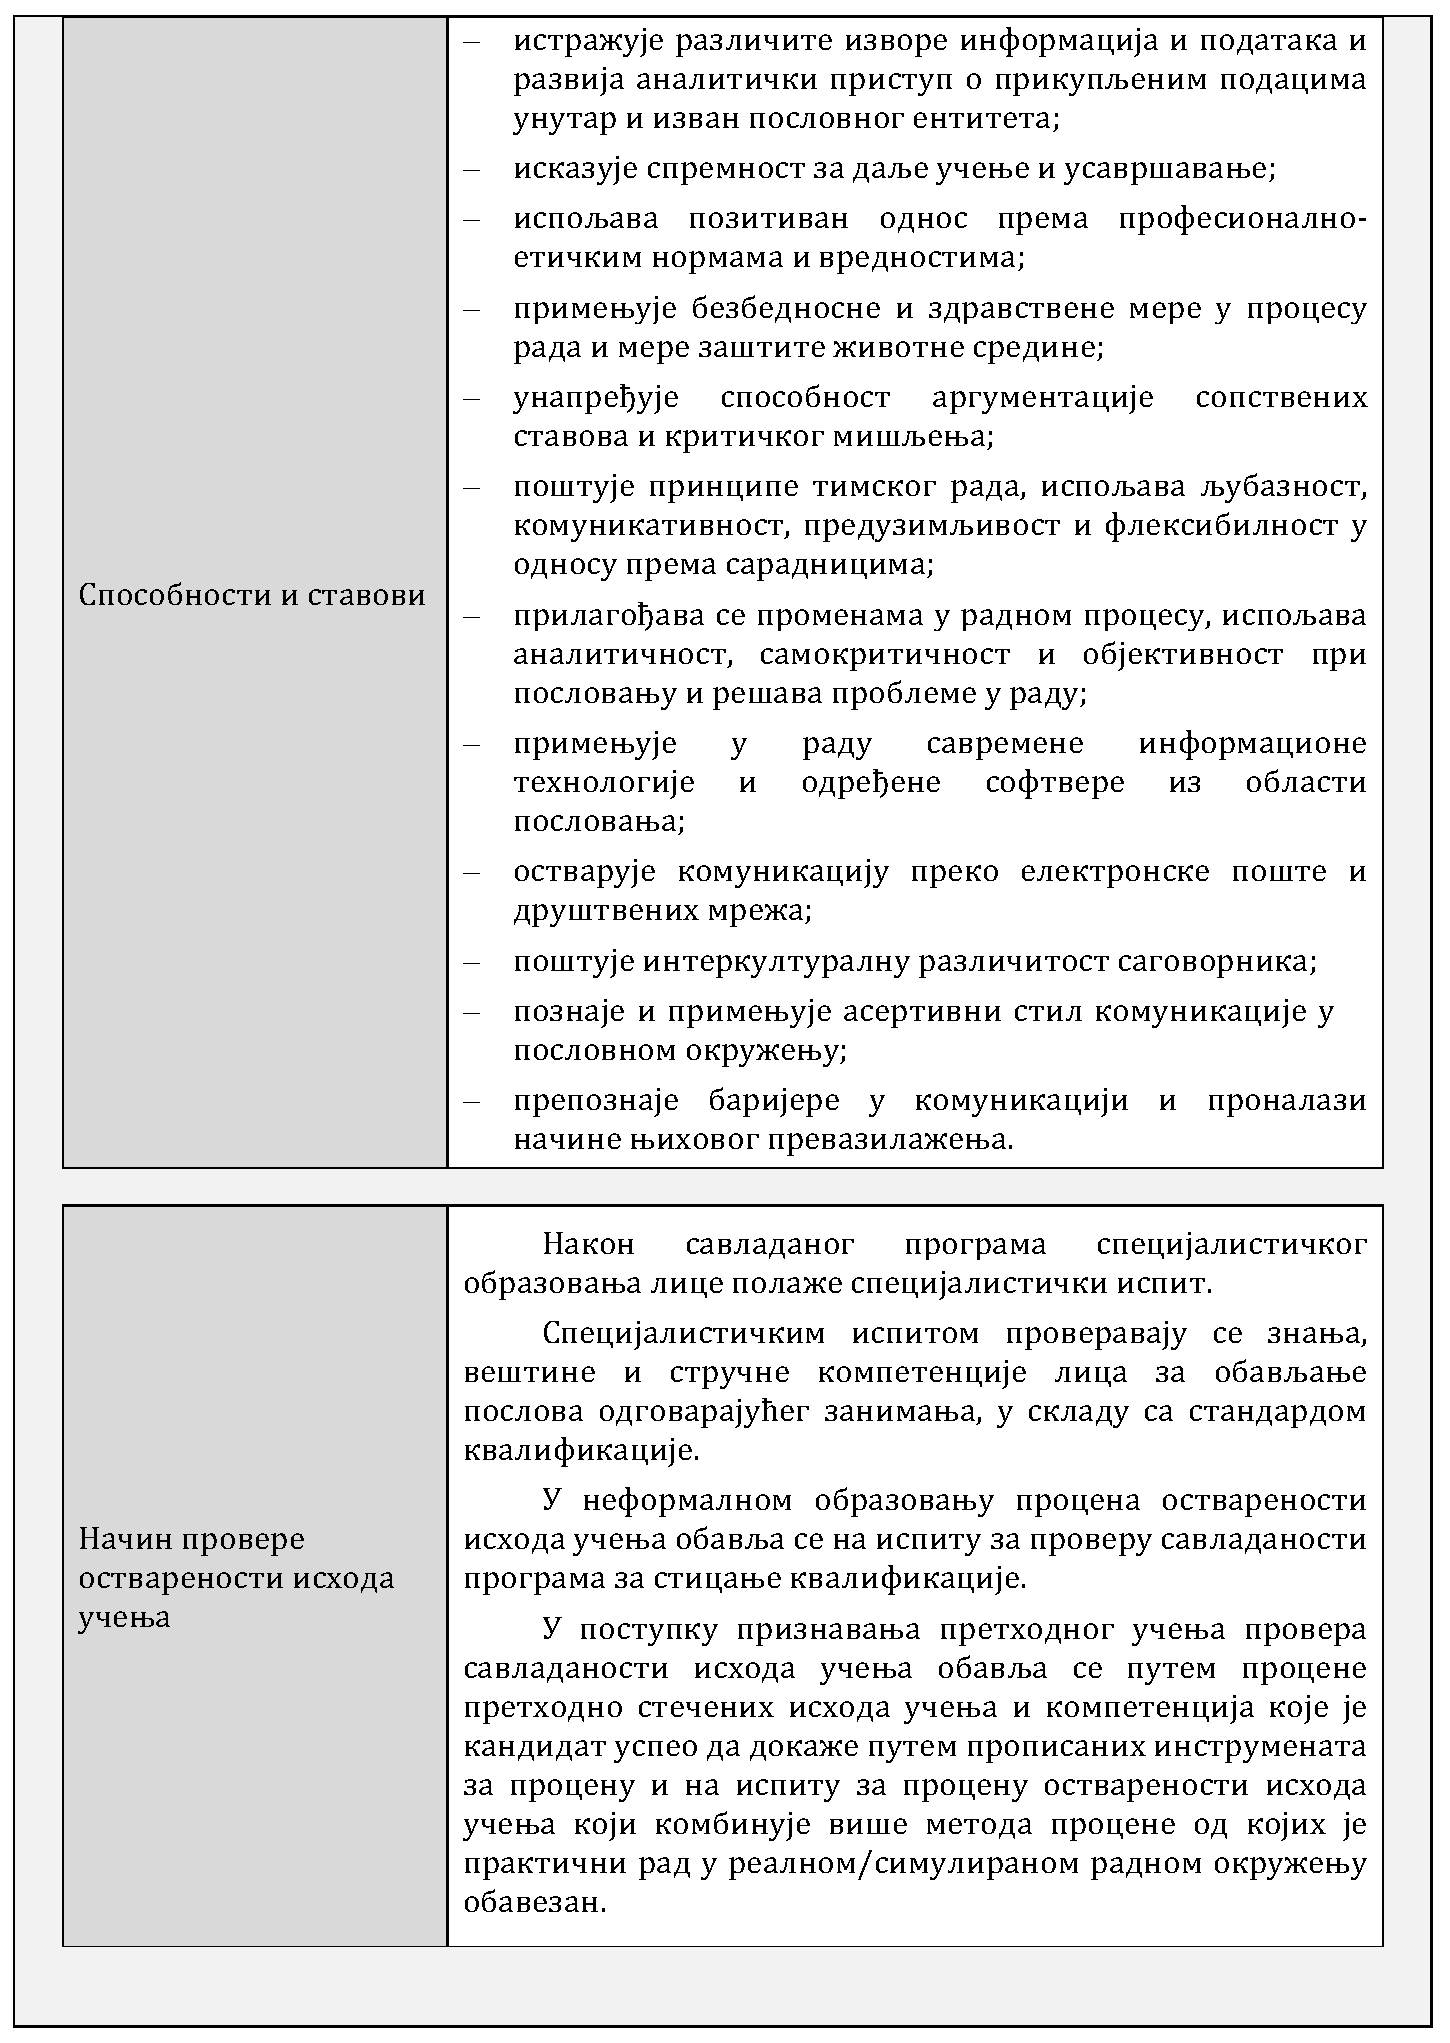 Способности и ставови
– истражује различите изворе информација и података и
развија аналитички приступ о прикупљеним подацима
унутар и изван пословног ентитета;
– исказује спремност за даље учење и усавршавање;
– испољава позитиван однос према професионално-
етичким нормама и вредностима;
– примењује безбедносне и здравствене мере у процесу
рада и мере заштите животне средине;
– унапређује способност аргументације сопствених
ставова и критичког мишљења;
– поштује принципе тимског рада, испољава љубазност,
комуникативност, предузимљивост и флексибилност у
односу према сарадницима;
– прилагођава се променама у радном процесу, испољава
аналитичност, самокритичност и објективност при
пословању и решава проблеме у раду;
– примењује у раду савремене информационе
технологије и одређене софтвере из области
пословања;
– остварује комуникацију преко електронске поште и
друштвених мрежа;
– поштује интеркултуралну различитост саговорника;
– познаје и примењује асертивни стил комуникације у
пословном окружењу;
– препознаје баријере у комуникацији и проналази
начине њиховог превазилажења.
Начин провере
остварености исхода
учења
Након савладаног програма специјалистичког
образовања лице полаже специјалистички испит.
Специјалистичким испитом проверавају се знања,
вештине и стручне компетенције лица за обављање
послова одговарајућег занимања, у складу са стандардом
квалификације.
У неформалном образовању процена остварености
исхода учења обавља се на испиту за проверу савладаности
програма за стицање квалификације.
У поступку признавања претходног учења провера
савладаности исхода учења обавља се путем процене
претходно стечених исхода учења и компетенција које је
кандидат успео да докаже путем прописаних инструмената
за процену и на испиту за процену остварености исхода
учења који комбинује више метода процене од којих је
практични рад у реалном/симулираном радном окружењу
обавезан.